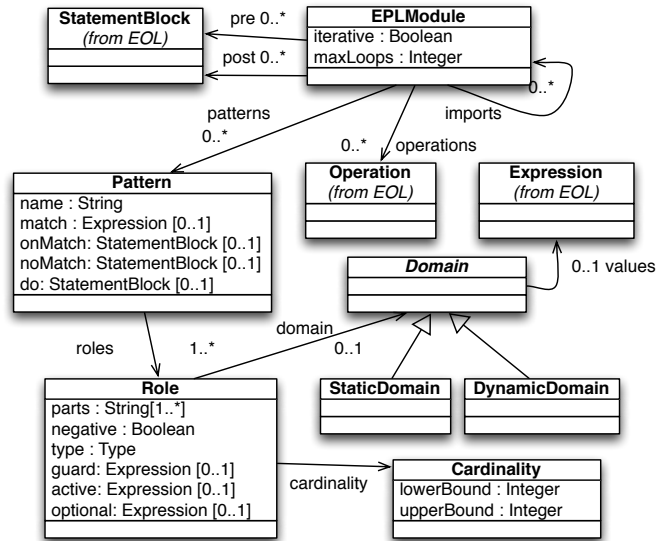 StatementBlock
(from EOL)
pre 0..*
post 0..*
EPLModule
iterative : Boolean
maxLoops : Integer
0..*
imports
patterns
0..*
0..*
operations
Pattern
name : String
match : Expression [0..1]
onMatch: StatementBlock [0..1]
noMatch: StatementBlock [0..1]
do: StatementBlock [0..1]
Operation
(from EOL)
Expression
(from EOL)
Domain
0..1 values
roles
1..*
domain
0..1
StaticDomain
DynamicDomain
Role
parts : String[1..*]
negative : Boolean
type : Type
guard: Expression [0..1]
active: Expression [0..1]
optional: Expression [0..1]
cardinality
Cardinality
lowerBound : Integer
upperBound : Integer